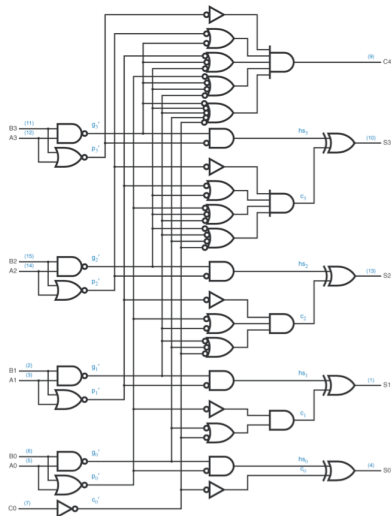 (9) C4
B3 (11) g3' hs3 (10) S3
A3 (12) p3'
c3
B2 (15) g2' hs2 (13) S2
A2 (14) p2'
c2
B1 (2) g1' hs1 (1) S1
A1 (3) p1'
c1
B0 (6) g0' hs0 (4) S0
A0 (5) p0' c0
C0 (7) c0'